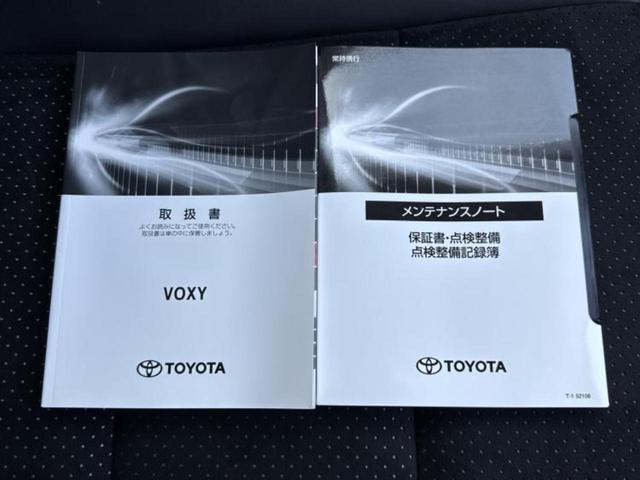 取扱書
よくお読みになってご使用ください。
取扱書は車の中に保管しましょう。
VOXY
TOYOTA
常時携行
メンテナンスノート
保証書・点検整備
点検整備記録簿
TOYOTA
T-1 52106